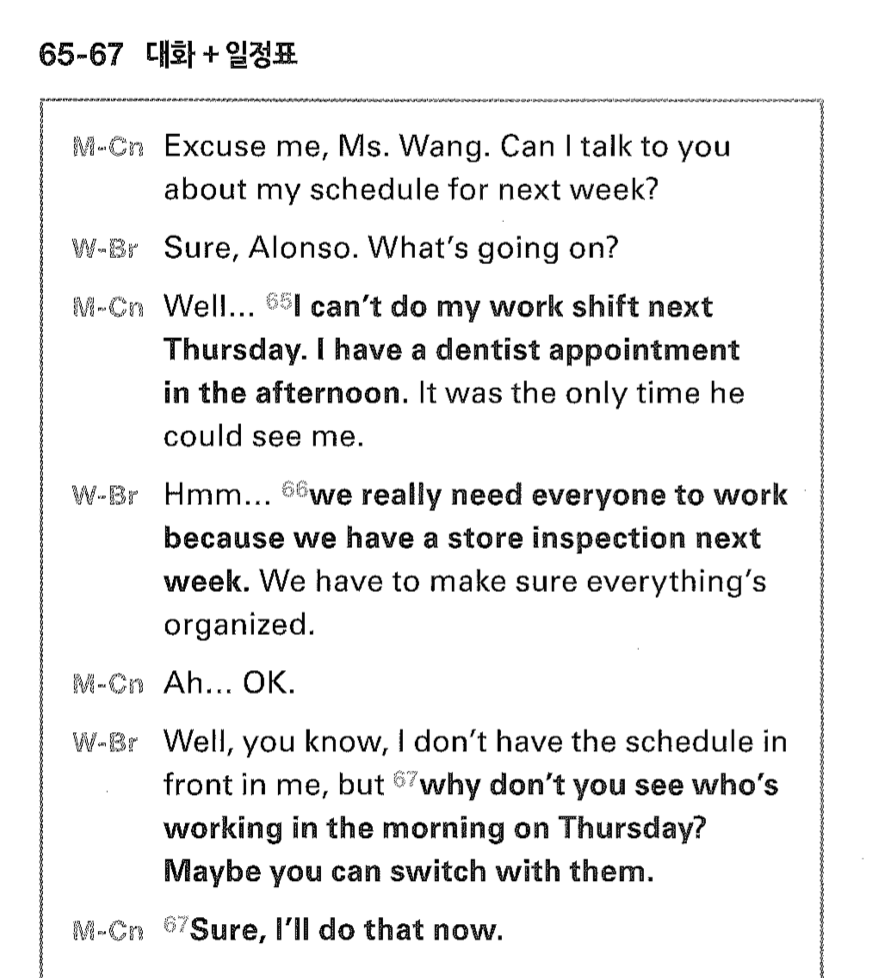 65-67 대화 + 일정표
M-Cn Excuse me, Ms. Wang. Can I talk to you
about my schedule for next week?
W-Br Sure, Alonso. What's going on?
M-Cn Well... 65I can't do my work shift next
Thursday. I have a dentist appointment
in the afternoon. It was the only time he
could see me.
W-Br Hmm... 66we really need everyone to work
because we have a store inspection next
week. We have to make sure everything's
organized.
M-Cn Ah... OK.
W-Br Well, you know, I don't have the schedule in
front in me, but 67why don't you see who's
working in the morning on Thursday?
Maybe you can switch with them.
M-Cn 67Sure, I'll do that now.